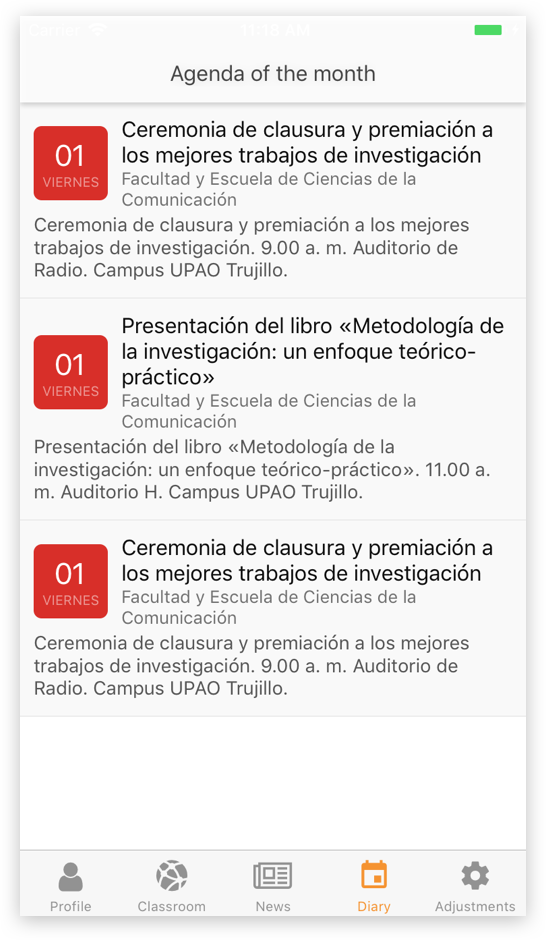 Carrier 11:18 AM
Agenda of the month
01
VIERNES
Ceremonia de clausura y premiación a
los mejores trabajos de investigación
Facultad y Escuela de Ciencias de la
Comunicación
Ceremonia de clausura y premiación a los mejores
trabajos de investigación. 9.00 a. m. Auditorio de
Radio. Campus UPAO Trujillo.
01
VIERNES
Presentación del libro «Metodología de
la investigación: un enfoque teórico-
práctico»
Facultad y Escuela de Ciencias de la
Comunicación
Presentación del libro «Metodología de la
investigación: un enfoque teórico-práctico». 11.00 a.
m. Auditorio H. Campus UPAO Trujillo.
01
VIERNES
Ceremonia de clausura y premiación a
los mejores trabajos de investigación
Facultad y Escuela de Ciencias de la
Comunicación
Ceremonia de clausura y premiación a los mejores
trabajos de investigación. 9.00 a. m. Auditorio de
Radio. Campus UPAO Trujillo.
Profile Classroom News Diary Adjustments